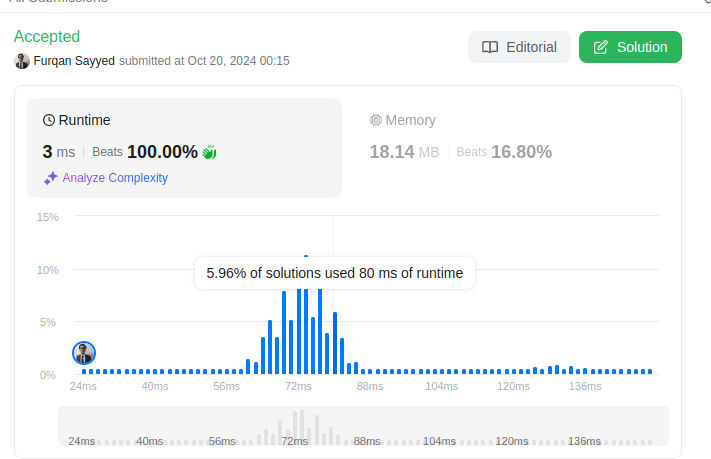 All Submissions
Accepted
Furqan Sayyed submitted at Oct 20, 2024 00:15
Editorial
Solution
Runtime
3 ms | Beats 100.00%
Analyze Complexity
Memory
18.14 MB | Beats 16.80%
15%
10%
5%
0%
5.96% of solutions used 80 ms of runtime
24ms 40ms 56ms 72ms 88ms 104ms 120ms 136ms
24ms 40ms 56ms 72ms 88ms 104ms 120ms 136ms